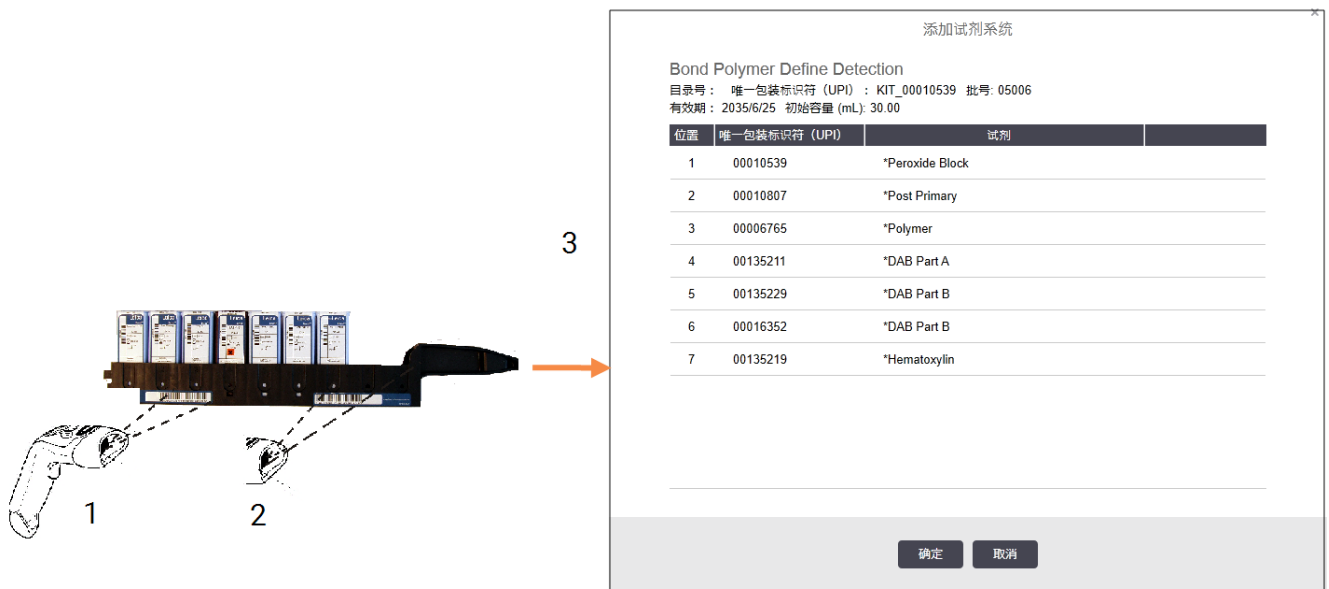 ×
添加试剂系统
Bond Polymer Define Detection
目录号： 唯一包装标识符（UPI）： KIT_00010539 批号: 05006
有效期： 2035/6/25 初始容量 (mL): 30.00
位置 唯一包装标识符（UPI） 试剂
1 00010539 *Peroxide Block
2 00010807 *Post Primary
3 00006765 *Polymer
4 00135211 *DAB Part A
5 00135229 *DAB Part B
6 00016352 *DAB Part B
7 00135219 *Hematoxylin
确定 取消
3
1
2